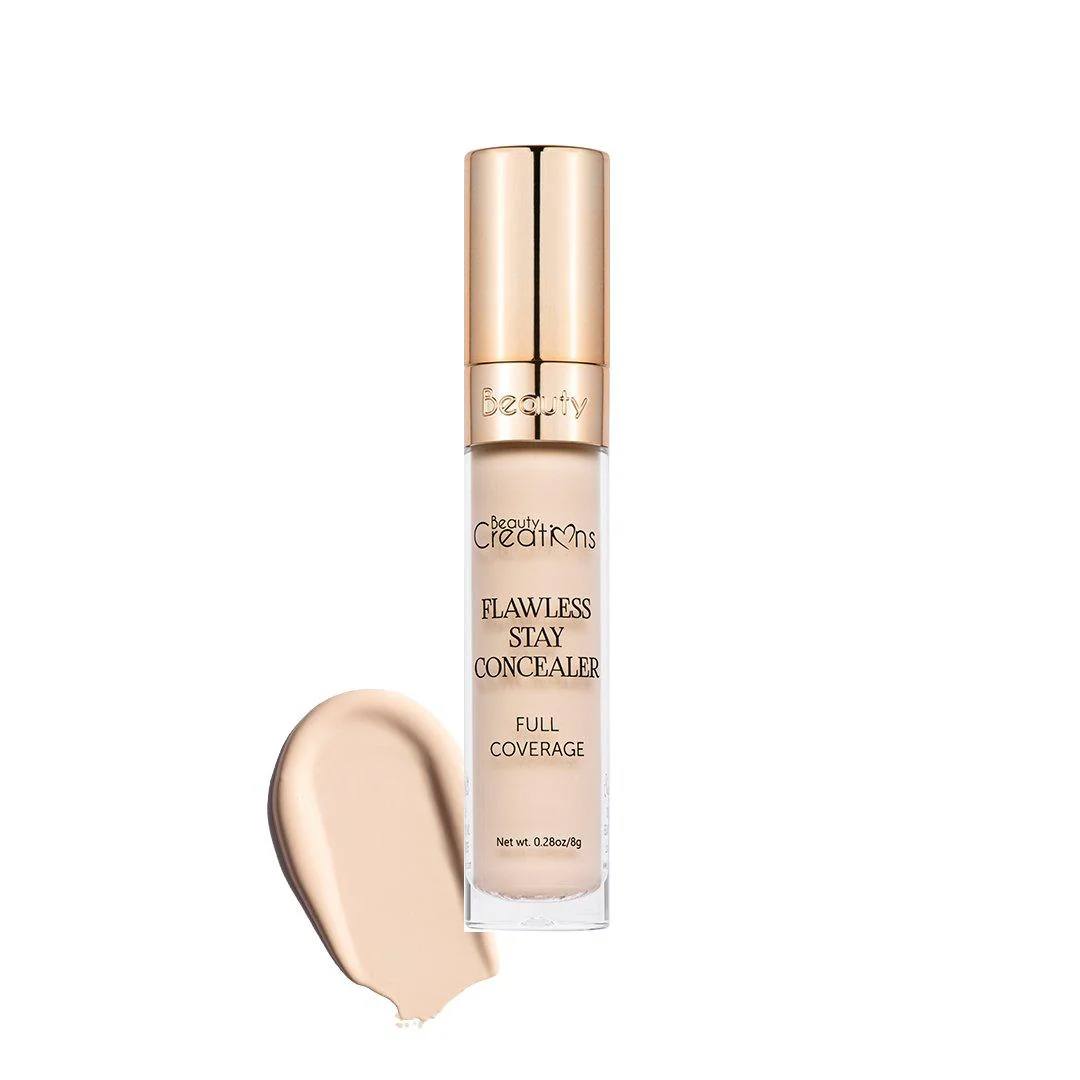 Beauty
Beauty
Creations
FLAWLESS
STAY
CONCEALER
FULL
COVERAGE
Net wt. 0.28oz/8g